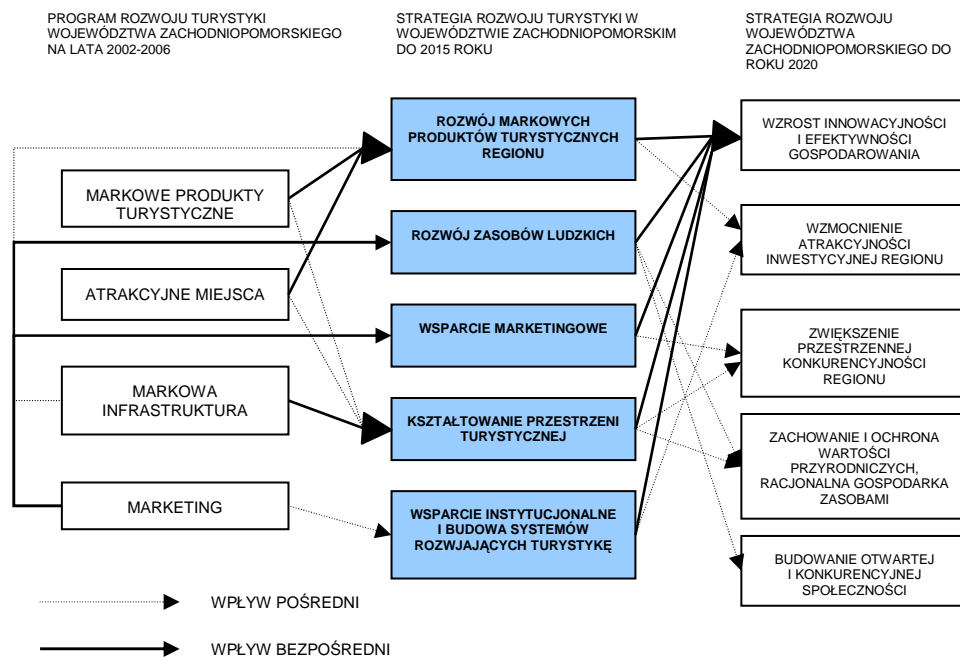 PROGRAM ROZWOJU TURYSTYKI
WOJEWÓDZTWA ZACHODNIOPOMORSKIEGO
NA LATA 2002-2006
STRATEGIA ROZWOJU TURYSTYKI W
WOJEWÓDZTWIE ZACHODNIOPOMORSKIM
DO 2015 ROKU
STRATEGIA ROZWOJU
WOJEWÓDZTWA
ZACHODNIOPOMORSKIEGO DO
ROKU 2020
MARKOWE PRODUKTY
TURYSTYCZNE
ATRAKCYJNE MIEJSCA
MARKOWA
INFRASTRUKTURA
MARKETING
ROZWÓJ MARKOWYCH
PRODUKTÓW TURYSTYCZNYCH
REGIONU
ROZWÓJ ZASOBÓW LUDZKICH
WSPARCIE MARKETINGOWE
KSZTAŁTOWANIE PRZESTRZENI
TURYSTYCZNEJ
WSPARCIE INSTYTUCJONALNE
I BUDOWA SYSTEMÓW
ROZWJAJĄCYCH TURYSTYKĘ
WZROST INNOWACYJNOŚCI
I EFEKTYWNOŚCI
GOSPODAROWANIA
WZMOCNIENIE
ATRAKCYJNOŚCI
INWESTYCYJNEJ REGIONU
ZWIĘKSZENIE
PRZESTRZENNEJ
KONKURENCYJNOŚCI
REGIONU
ZACHOWANIE I OCHRONA
WARTOŚCI
PRZYRODNICZYCH,
RACJONALNA GOSPODARKA
ZASOBAMI
BUDOWANIE OTWARTEJ
I KONKURENCYJNEJ
SPOŁECZNOŚCI
WPŁYW POŚREDNI
WPŁYW BEZPOŚREDNI